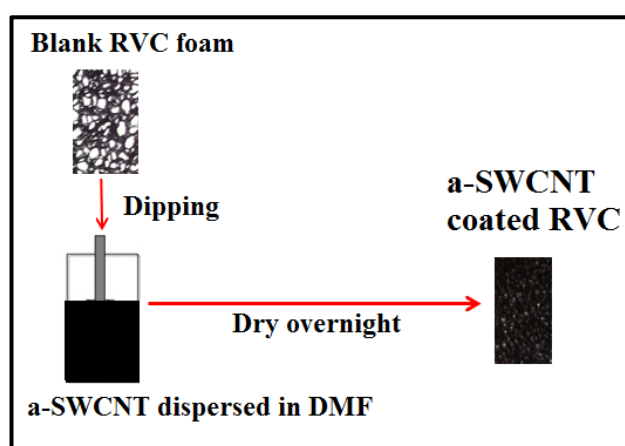 Blank RVC foam
Dipping
a-SWCNT dispersed in DMF
Dry overnight
a-SWCNT
coated RVC